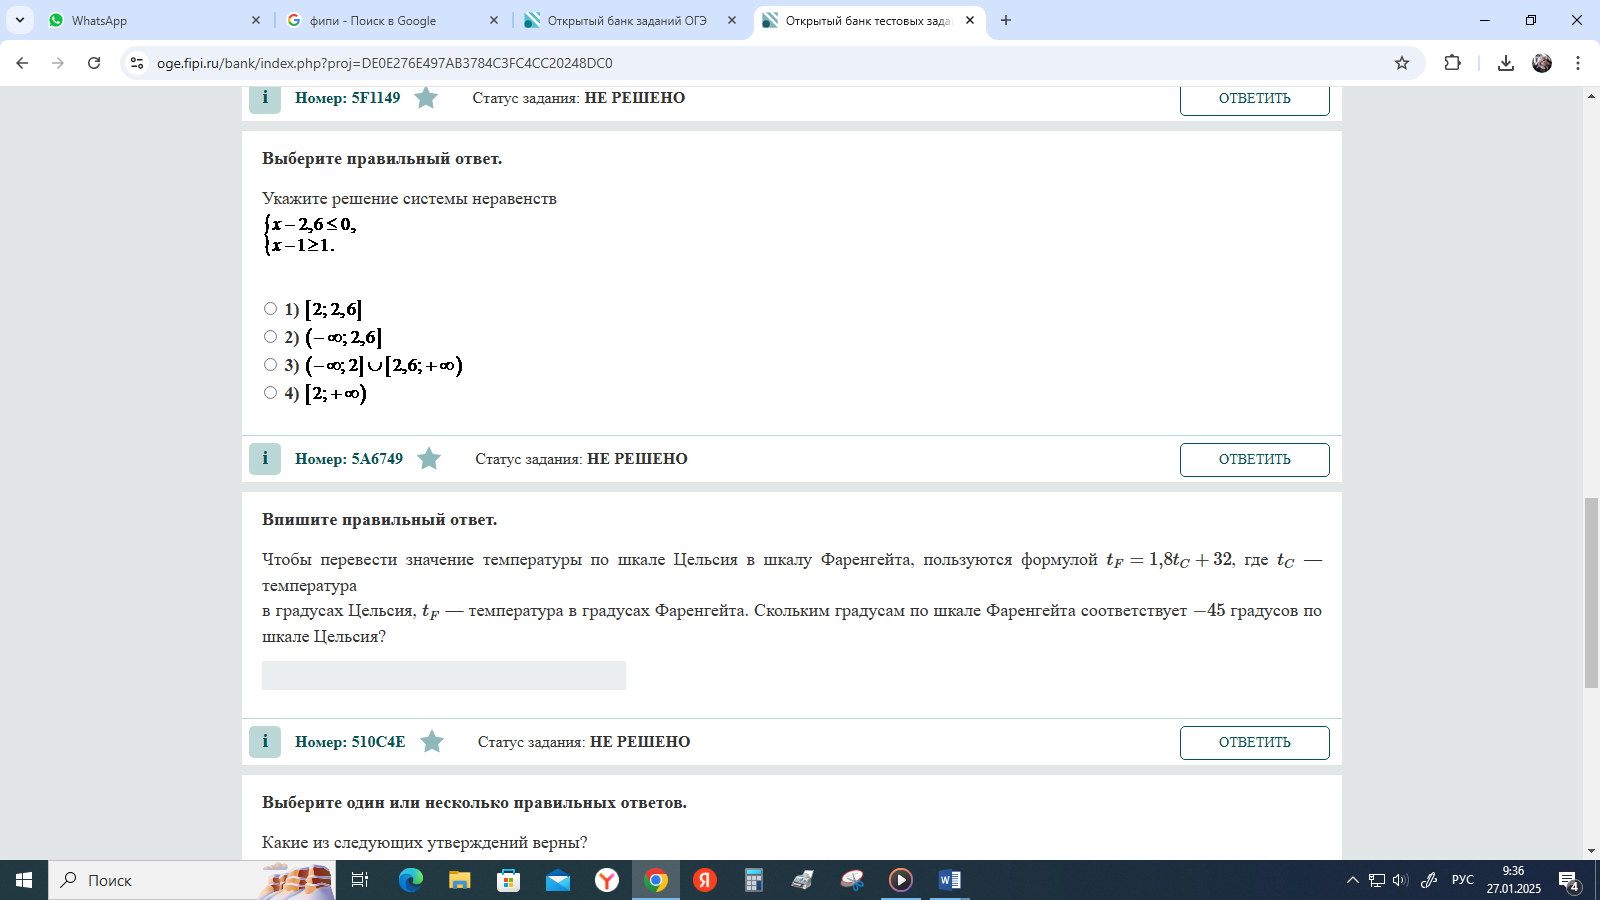 WhatsApp
фипи - Поиск в Google
Открытый банк заданий ОГЭ
Открытый банк тестовых зада
oge.fipi.ru/bank/index.php?proj=DE0E276E497AB3784C3FC4CC20248DC0
i Номер: 5F1149 Статус задания: НЕ РЕШЕНО ОТВЕТИТЬ
Выберите правильный ответ.
Укажите решение системы неравенств
x − 2,6 ≤ 0,
x − 1 ≥ 1.
1) [2; 2,6]
2) (− ∞; 2,6]
3) (− ∞; 2] ∪ [2,6; + ∞)
4) [2; + ∞)
i Номер: 5A6749 Статус задания: НЕ РЕШЕНО ОТВЕТИТЬ
Впишите правильный ответ.
Чтобы перевести значение температуры по шкале Цельсия в шкалу Фаренгейта, пользуются формулой t_F = 1,8t_C + 32, где t_C —
температура
в градусах Цельсия, t_F — температура в градусах Фаренгейта. Скольким градусам по шкале Фаренгейта соответствует −45 градусов по
шкале Цельсия?
i Номер: 510C4E Статус задания: НЕ РЕШЕНО ОТВЕТИТЬ
Выберите один или несколько правильных ответов.
Какие из следующих утверждений верны?
Поиск
РУС
9:36
27.01.2025
4